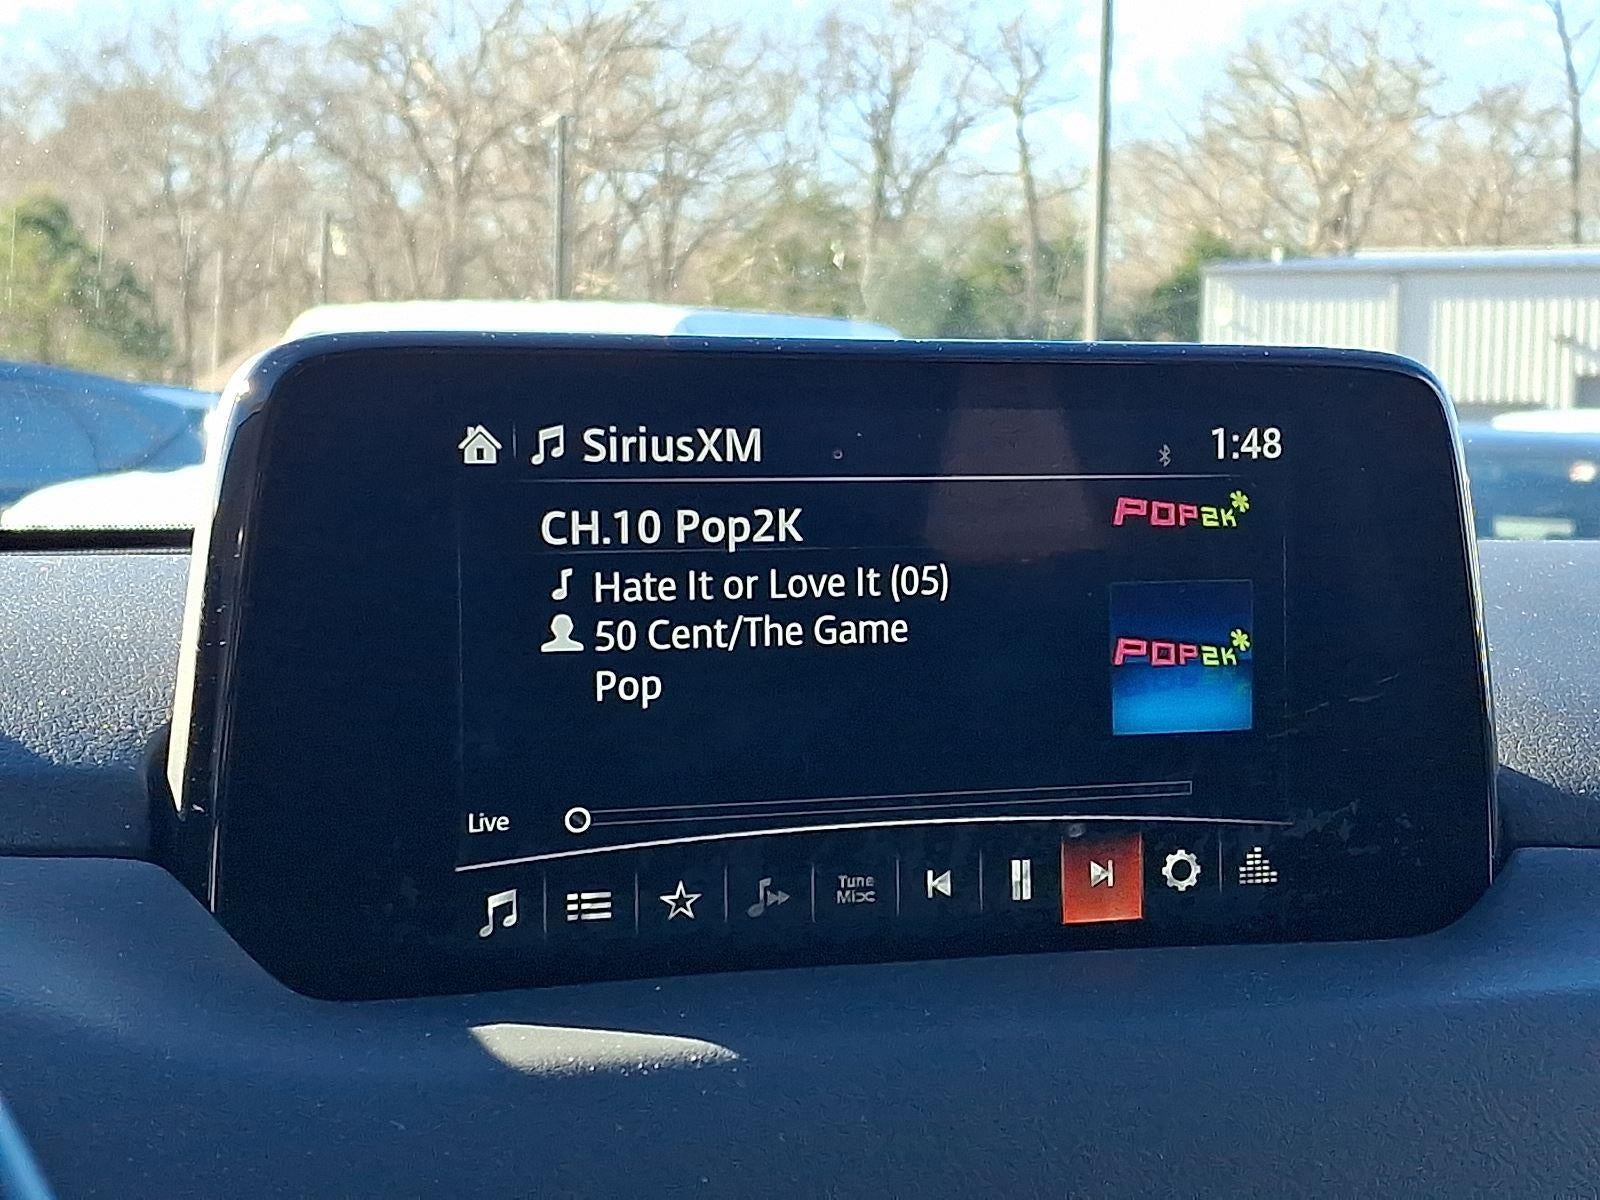 SiriusXM
1:48
CH.10 Pop2K
POP2K*
Hate It or Love It (05)
50 Cent/The Game
Pop
POP2K*
Live
Tune
Mix